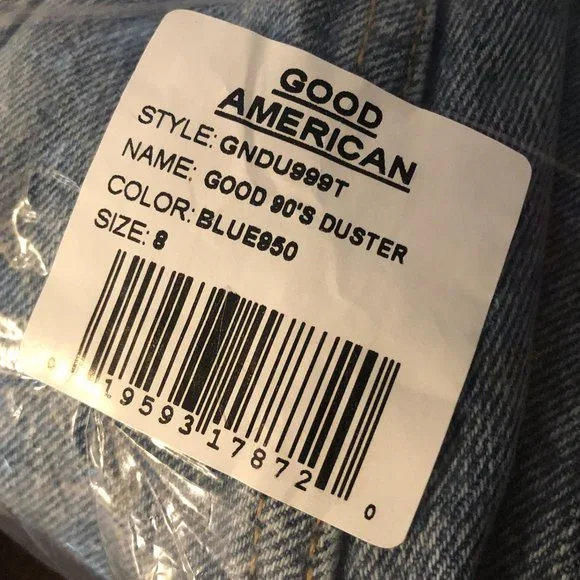 GOOD
AMERICAN
STYLE: GNDU999T
NAME: GOOD 90'S DUSTER
COLOR: BLUE950
SIZE: 8
0 19593 17872 0